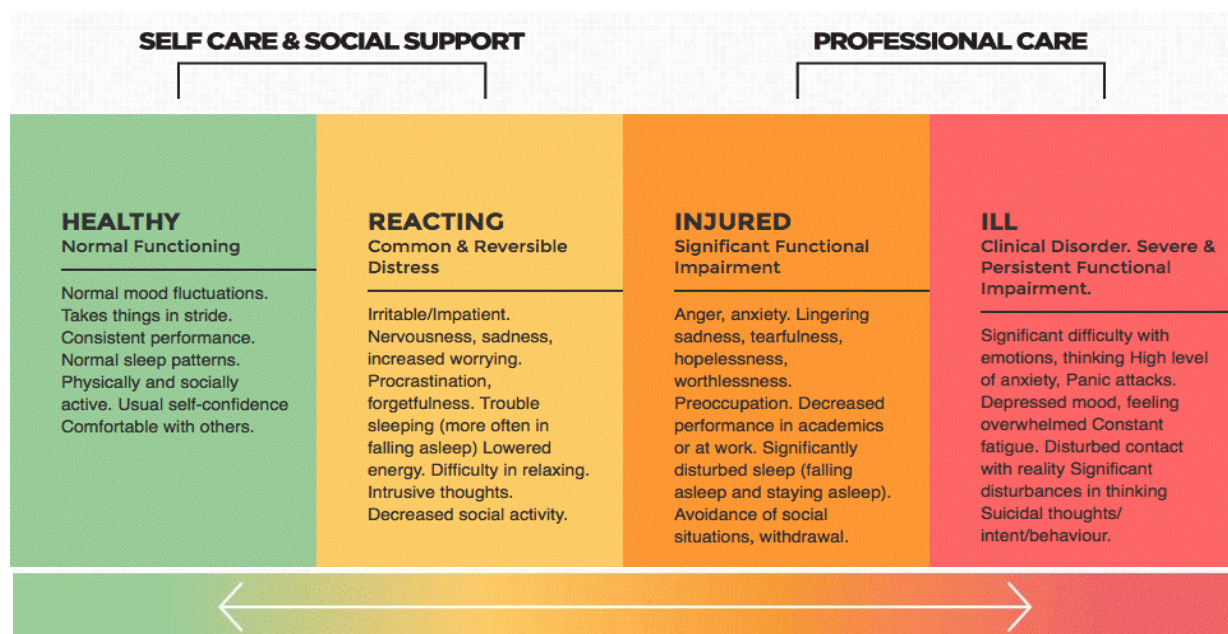 SELF CARE & SOCIAL SUPPORT
PROFESSIONAL CARE
HEALTHY
Normal Functioning
Normal mood fluctuations.
Takes things in stride.
Consistent performance.
Normal sleep patterns.
Physically and socially
active. Usual self-confidence
Comfortable with others.
REACTING
Common & Reversible
Distress
Irritable/Impatient.
Nervousness, sadness,
increased worrying.
Procrastination,
forgetfulness. Trouble
sleeping (more often in
falling asleep) Lowered
energy. Difficulty in relaxing.
Intrusive thoughts.
Decreased social activity.
INJURED
Significant Functional
Impairment
Anger, anxiety. Lingering
sadness, tearfulness,
hopelessness,
worthlessness.
Preoccupation. Decreased
performance in academics
or at work. Significantly
disturbed sleep (falling
asleep and staying asleep).
Avoidance of social
situations, withdrawal.
ILL
Clinical Disorder. Severe &
Persistent Functional
Impairment.
Significant difficulty with
emotions, thinking High level
of anxiety, Panic attacks.
Depressed mood, feeling
overwhelmed Constant
fatigue. Disturbed contact
with reality Significant
disturbances in thinking
Suicidal thoughts/
intent/behaviour.